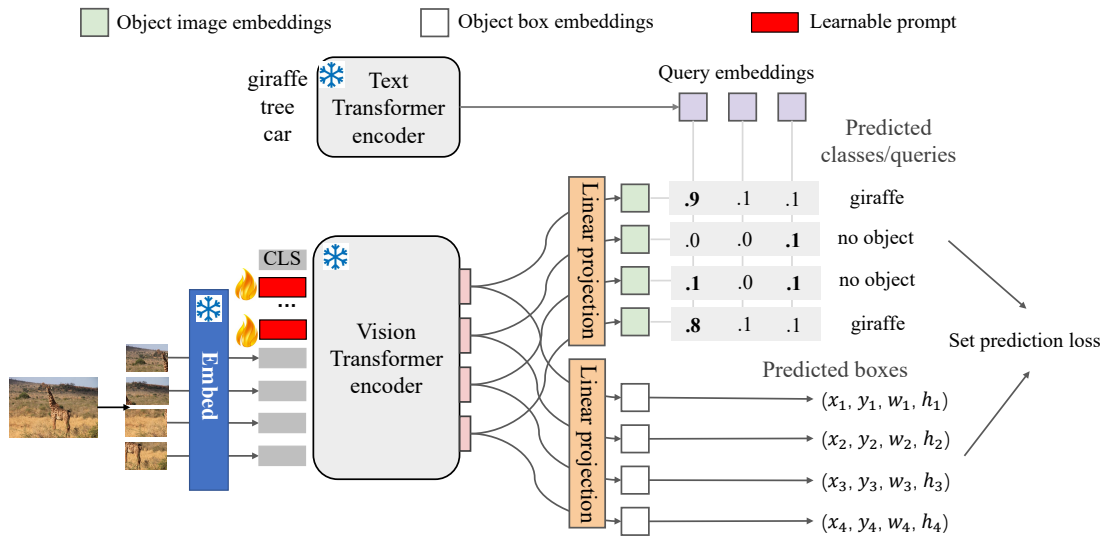 Object image embeddings
Object box embeddings
Learnable prompt
giraffe
tree
car
Text
Transformer
encoder
Query embeddings
Predicted
classes/queries
Linear projection
.9 .1 .1
giraffe
.0 .0 .1
no object
.1 .0 .1
no object
.8 .1 .1
giraffe
CLS
...
Embed
Vision
Transformer
encoder
Set prediction loss
Predicted boxes
Linear projection
(x₁, y₁, w₁, h₁)
(x₂, y₂, w₂, h₂)
(x₃, y₃, w₃, h₃)
(x₄, y₄, w₄, h₄)